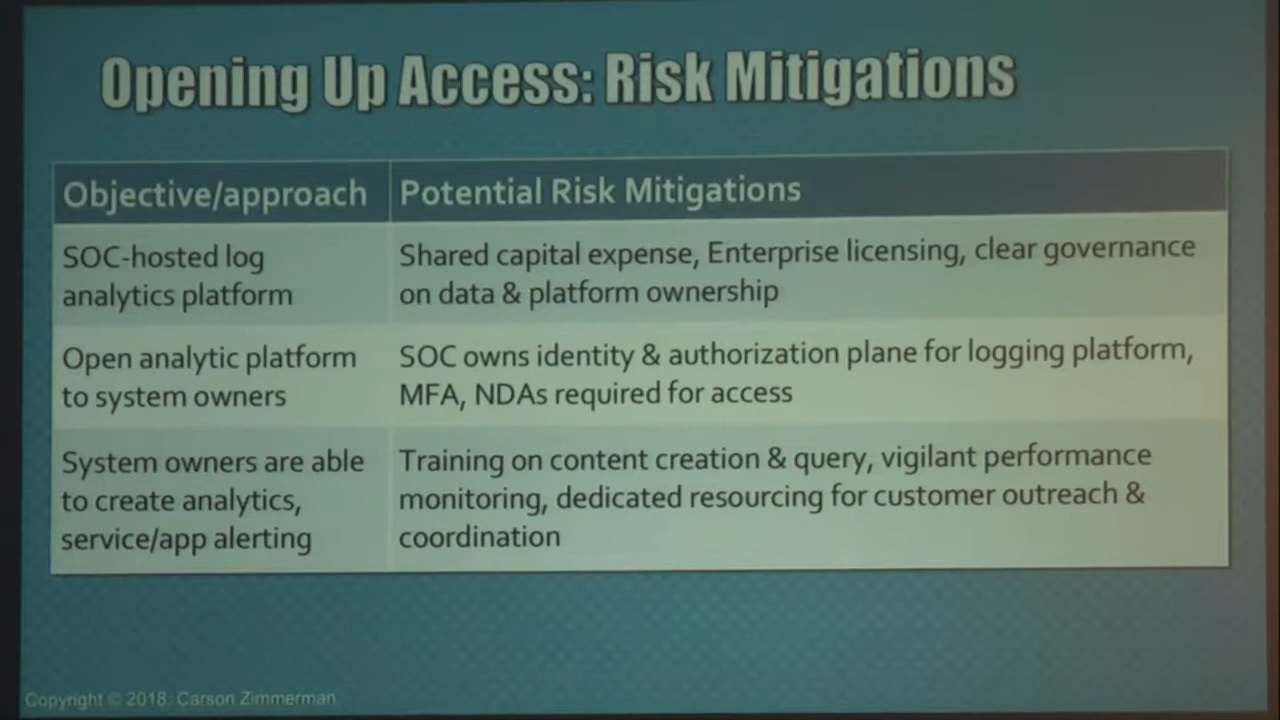 Opening Up Access: Risk Mitigations
Objective/approach
Potential Risk Mitigations
SOC-hosted log
analytics platform
Shared capital expense, Enterprise licensing, clear governance
on data & platform ownership
Open analytic platform
to system owners
SOC owns identity & authorization plane for logging platform,
MFA, NDAs required for access
System owners are able
to create analytics,
service/app alerting
Training on content creation & query, vigilant performance
monitoring, dedicated resourcing for customer outreach &
coordination
Copyright © 2018. Carson Zimmerman